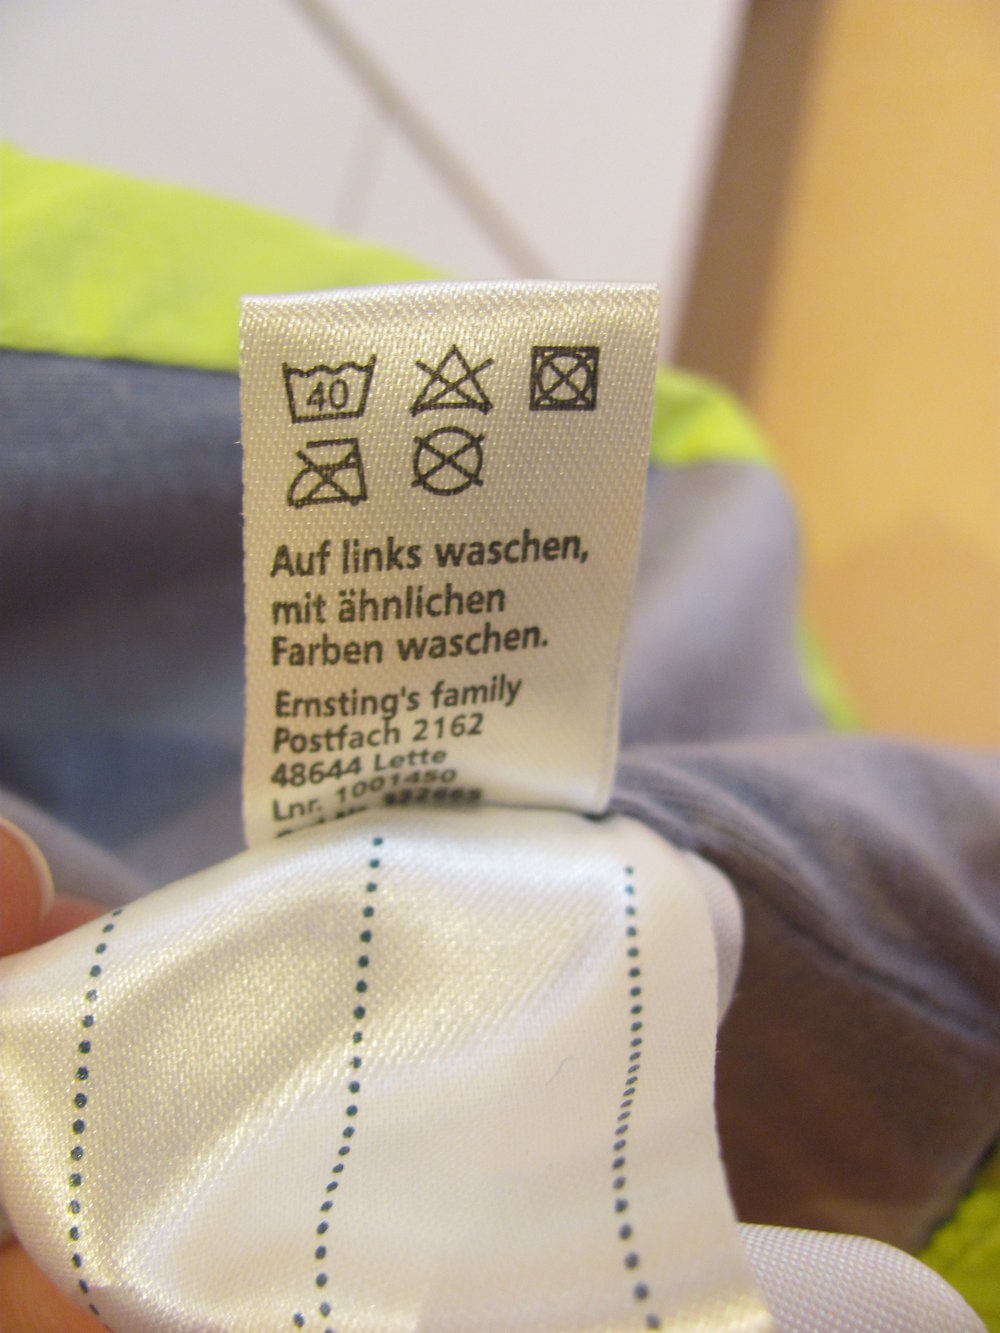 40
Auf links waschen,
mit ähnlichen
Farben waschen.
Ernsting's family
Postfach 2162
48644 Lette
Lnr. 1001450